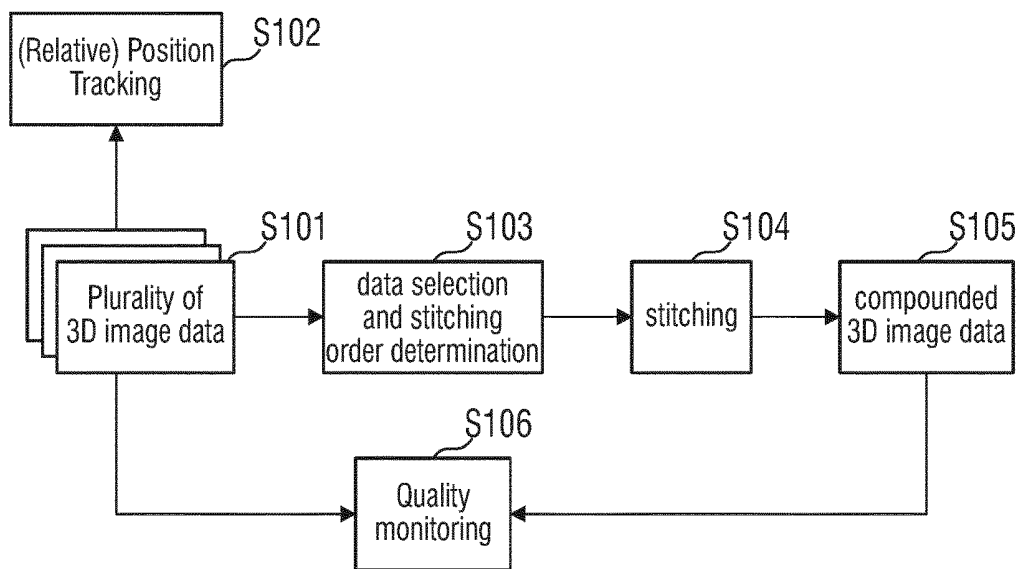 S102
(Relative) Position
Tracking
S101
Plurality of
3D image data
S103
data selection
and stitching
order determination
S104
stitching
S105
compounded
3D image data
S106
Quality
monitoring